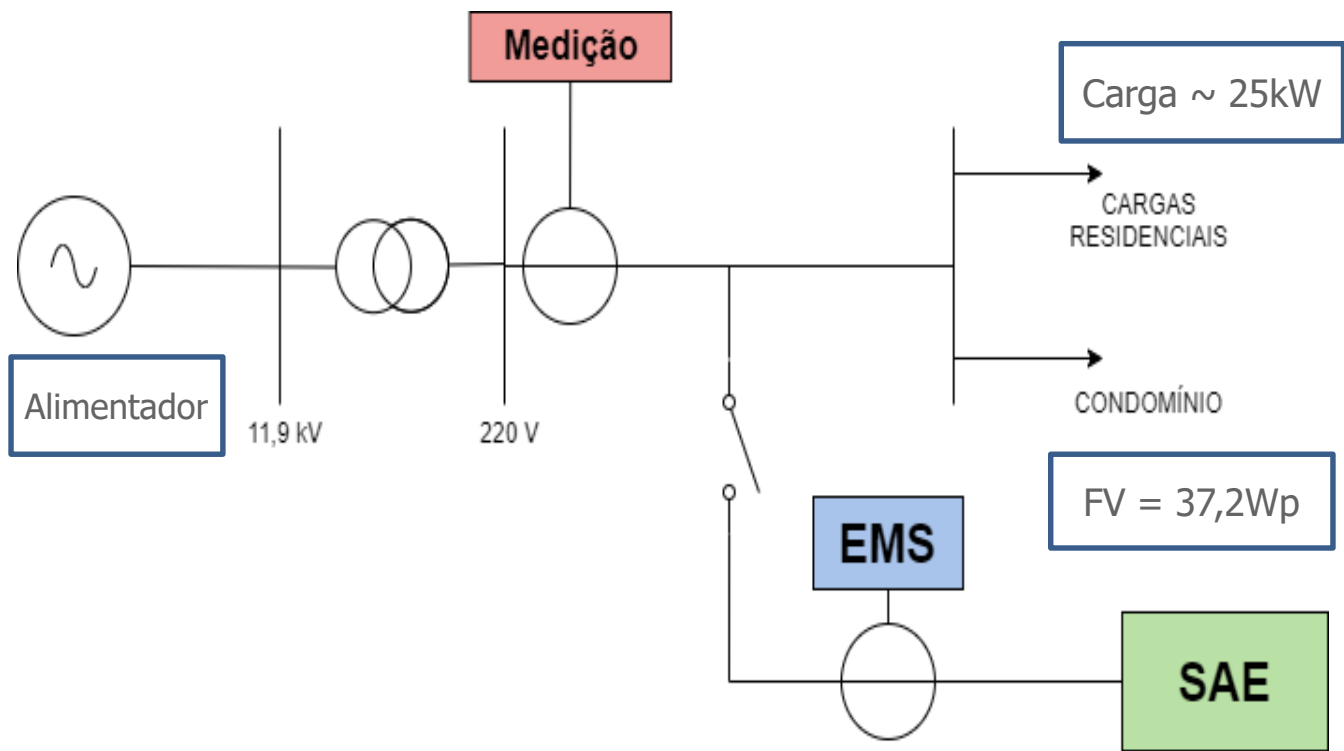 Medição
Carga ~ 25kW
CARGAS
RESIDENCIAIS
Alimentador
11,9 kV
220 V
CONDOMÍNIO
FV = 37,2Wp
EMS
SAE